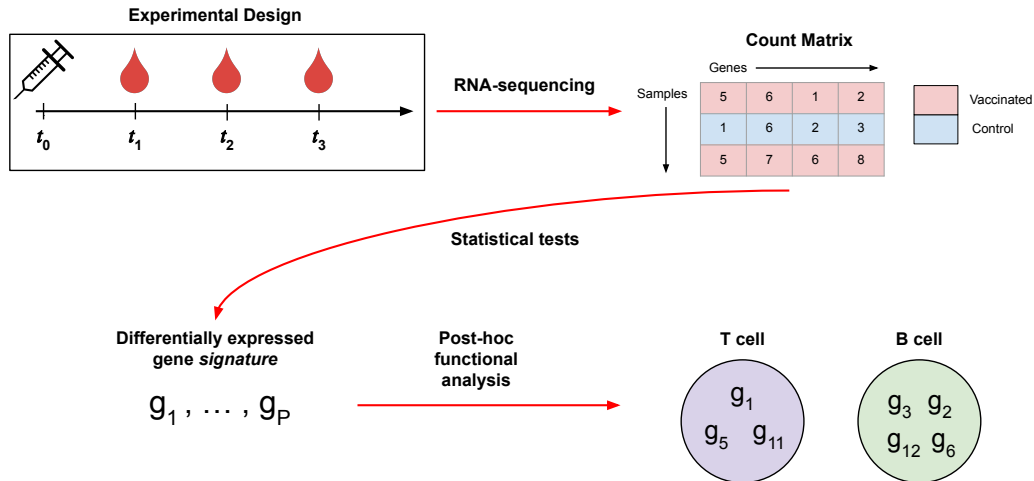 Experimental Design
t0
t1
t2
t3
RNA-sequencing
Count Matrix
Genes
Samples
5 6 1 2
1 6 2 3
5 7 6 8
Vaccinated
Control
Statistical tests
Differentially expressed
gene signature
g1 , … , gP
Post-hoc
functional
analysis
T cell
g1
g5 g11
B cell
g3 g2
g12 g6